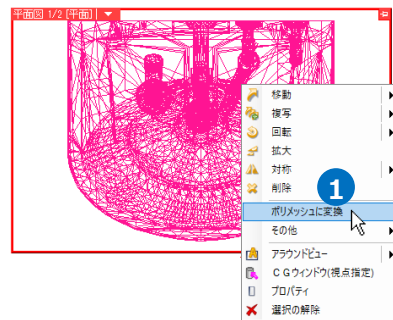 平面図 1/2 [平面]
移動
複写
回転
拡大
対称
削除
1
ポリメッシュに変換
その他
アラウンドビュー
CGウィンドウ(視点指定)
プロパティ
選択の解除